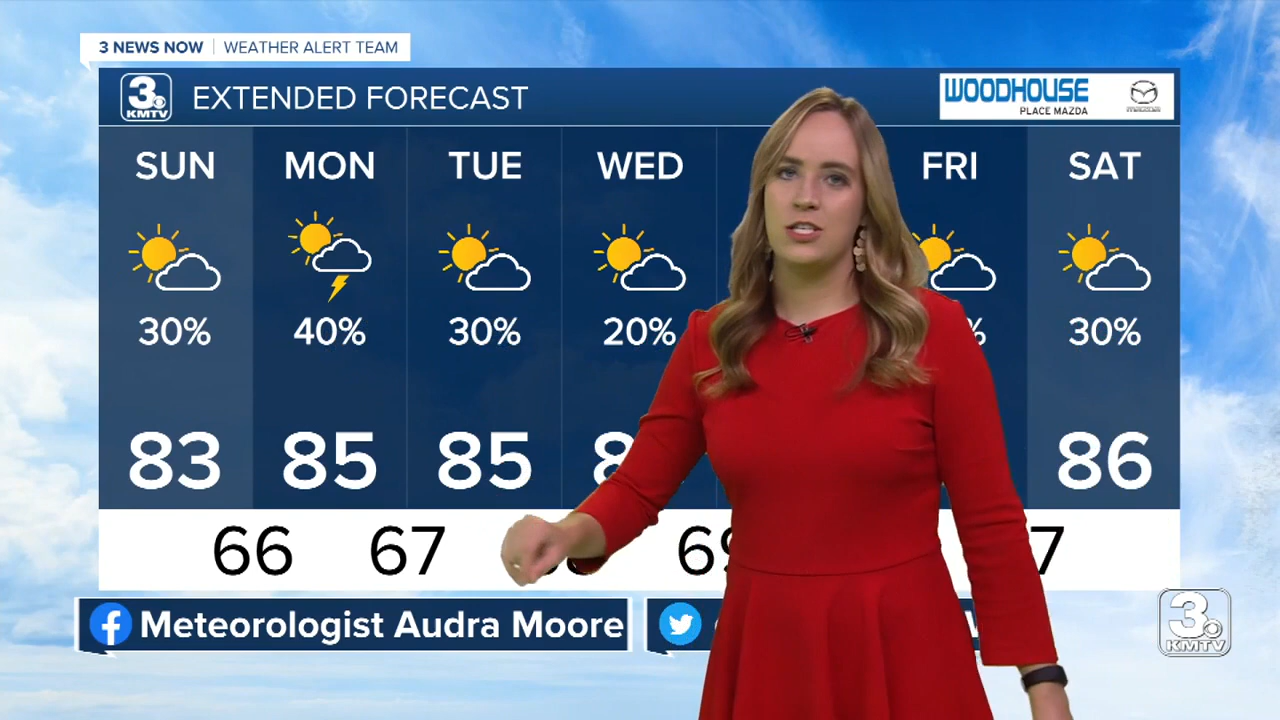 3 NEWS NOW | WEATHER ALERT TEAM
3 KMTV EXTENDED FORECAST
WOODHOUSE
PLACE MAZDA
mazda
SUN MON TUE WED FRI SAT
30% 40% 30% 20% 30%
83 85 85 86
66 67
Meteorologist Audra Moore
3
KMTV